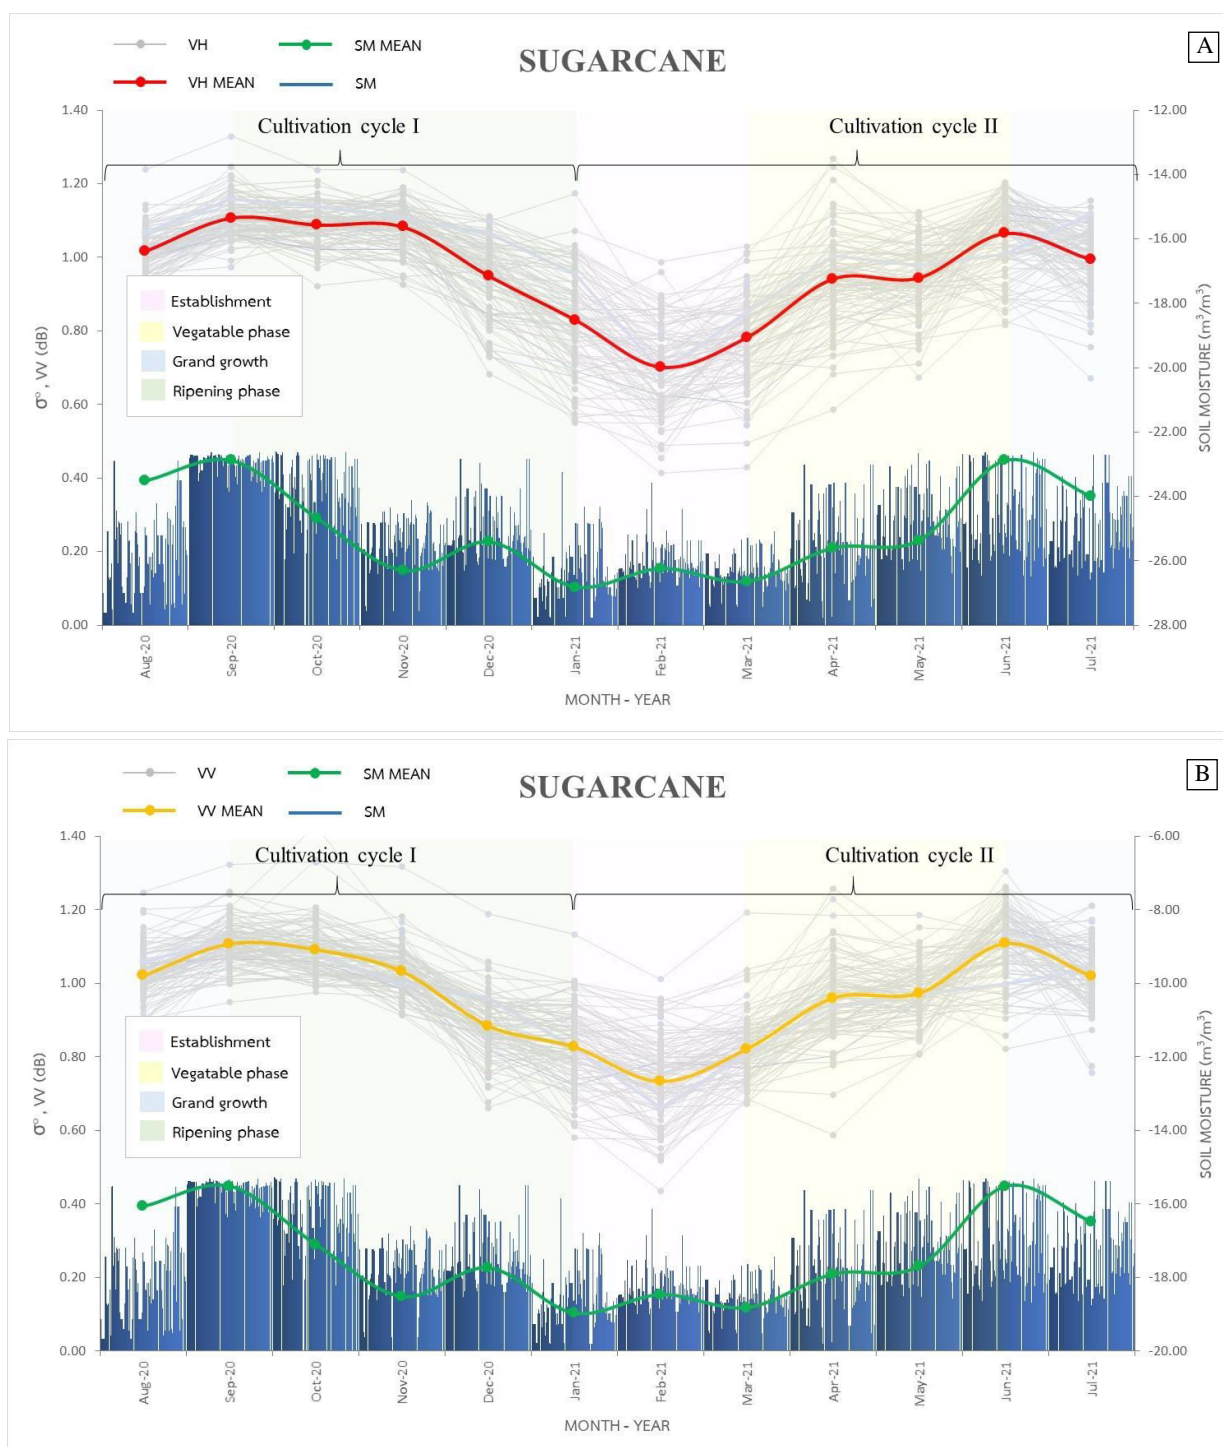 VH
SM MEAN
VH MEAN
SM
SUGARCANE
A
Cultivation cycle I
Cultivation cycle II
1.40
1.20
1.00
0.80
0.60
0.40
0.20
0.00
σ°, VV (dB)
Establishment
Vegatable phase
Grand growth
Ripening phase
-12.00
-14.00
-16.00
-18.00
-20.00
-22.00
-24.00
-26.00
-28.00
SOIL MOISTURE (m³/m³)
Aug-20
Sep-20
Oct-20
Nov-20
Dec-20
Jan-21
Feb-21
Mar-21
Apr-21
May-21
Jun-21
Jul-21
MONTH - YEAR
VV
SM MEAN
VV MEAN
SM
SUGARCANE
B
Cultivation cycle I
Cultivation cycle II
1.40
1.20
1.00
0.80
0.60
0.40
0.20
0.00
σ°, VV (dB)
Establishment
Vegatable phase
Grand growth
Ripening phase
-6.00
-8.00
-10.00
-12.00
-14.00
-16.00
-18.00
-20.00
SOIL MOISTURE (m³/m³)
Aug-20
Sep-20
Oct-20
Nov-20
Dec-20
Jan-21
Feb-21
Mar-21
Apr-21
May-21
Jun-21
Jul-21
MONTH - YEAR